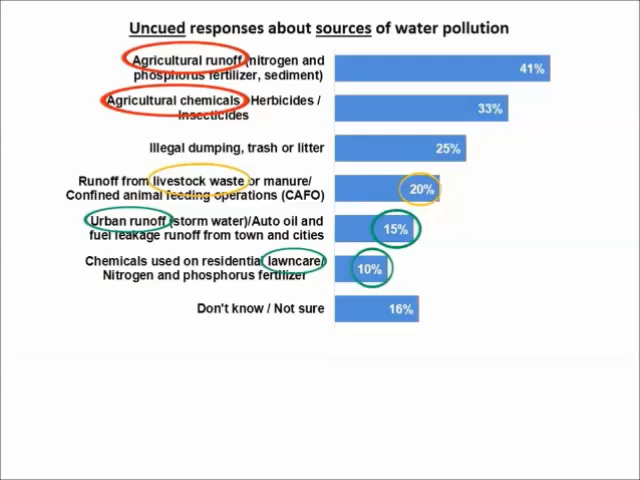 Uncued responses about sources of water pollution
Agricultural runoff (nitrogen and
phosphorus fertilizer, sediment)
41%
Agricultural chemicals / Herbicides /
Insecticides
33%
Illegal dumping, trash or litter
25%
Runoff from livestock waste or manure/
Confined animal feeding operations (CAFO)
20%
Urban runoff (storm water)/Auto oil and
fuel leakage runoff from town and cities
15%
Chemicals used on residential lawncare/
Nitrogen and phosphorus fertilizer
10%
Don't know / Not sure
16%